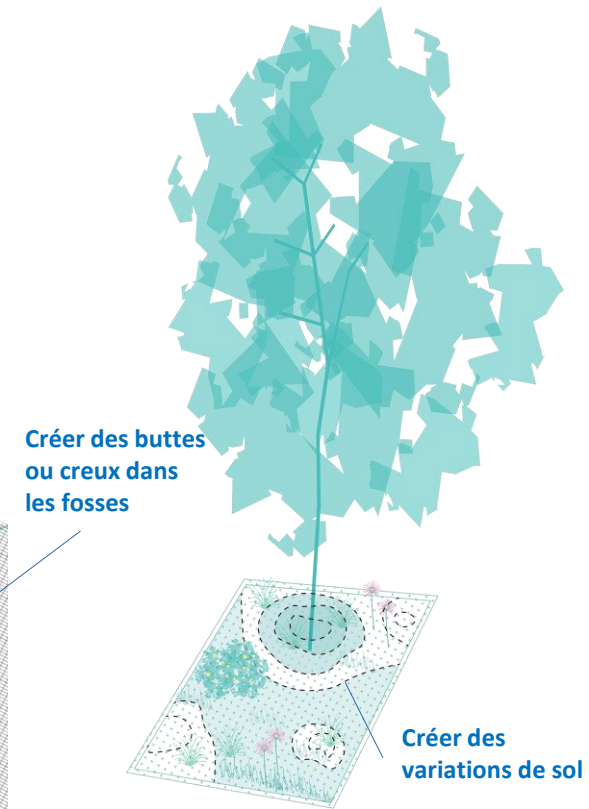 Créer des buttes
ou creux dans
les fosses
Créer des
variations de sol